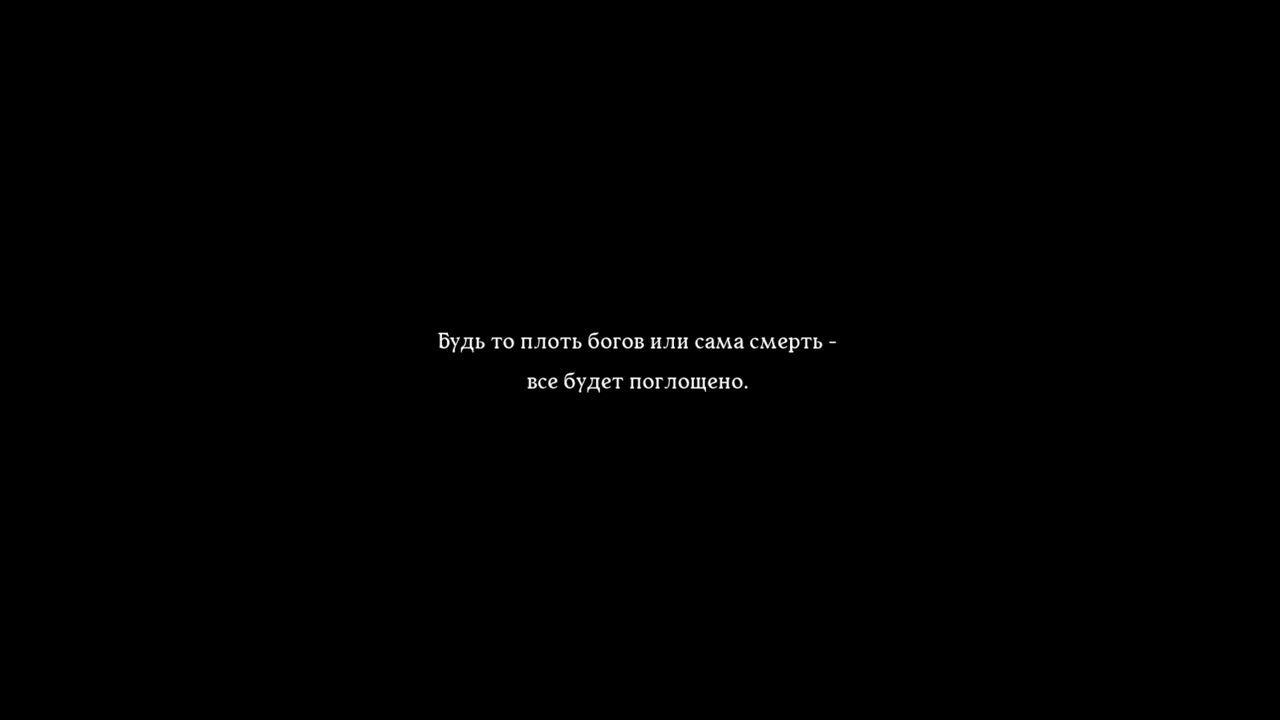 Будь то плоть богов или сама смерть -
все будет поглощено.